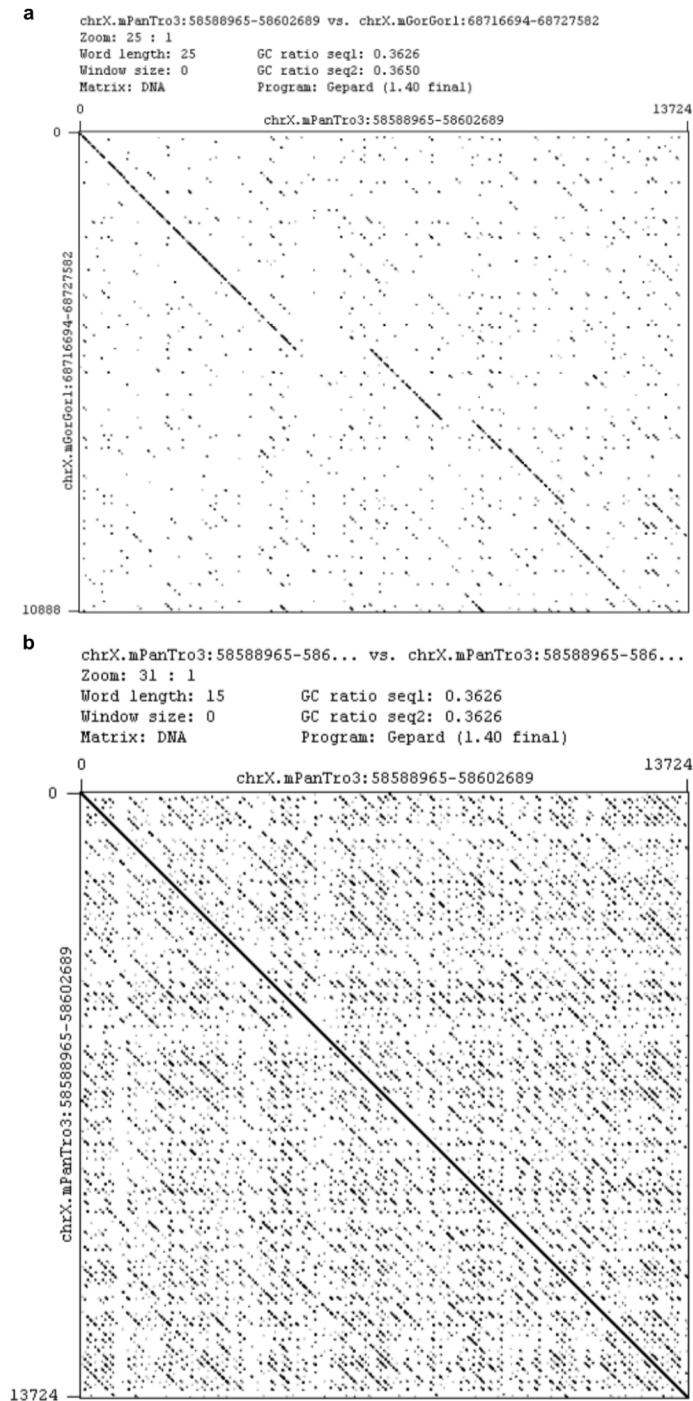 a
chrX.mPanTro3:58588965-58602689 vs. chrX.mGorGor1:68716694-68727582
Zoom: 25 : 1
Word length: 25 GC ratio seq1: 0.3626
Window size: 0 GC ratio seq2: 0.3650
Matrix: DNA Program: Gepard (1.40 final)
0 13724
chrX.mPanTro3:58588965-58602689
0
chrX.mGorGor1:68716694-68727582
10888
b
chrX.mPanTro3:58588965-586... vs. chrX.mPanTro3:58588965-586...
Zoom: 31 : 1
Word length: 15 GC ratio seq1: 0.3626
Window size: 0 GC ratio seq2: 0.3626
Matrix: DNA Program: Gepard (1.40 final)
0 13724
chrX.mPanTro3:58588965-58602689
0
chrX.mPanTro3:58588965-58602689
13724